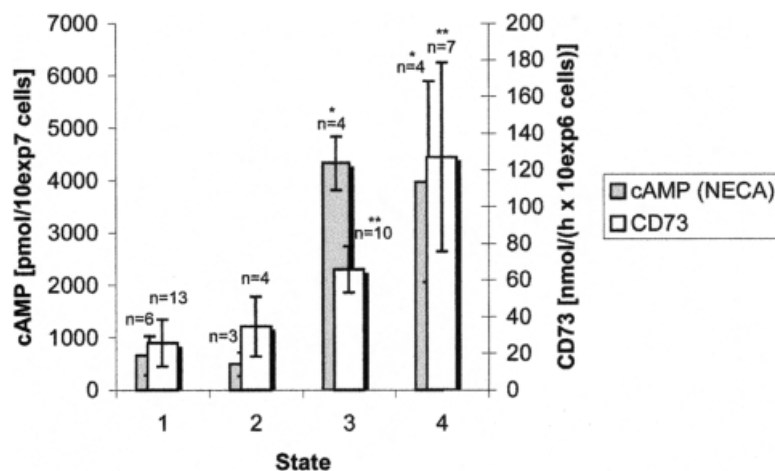 7000
6000
5000
4000
3000
2000
1000
0
cAMP [pmol/10exp7 cells]
n=6
n=13
n=3
n=4
*
n=4
**
n=10
*
n=4
**
n=7
200
180
160
140
120
100
80
60
40
20
0
CD73 [nmol/(h x 10exp6 cells)]
1 2 3 4
State
cAMP (NECA)
CD73